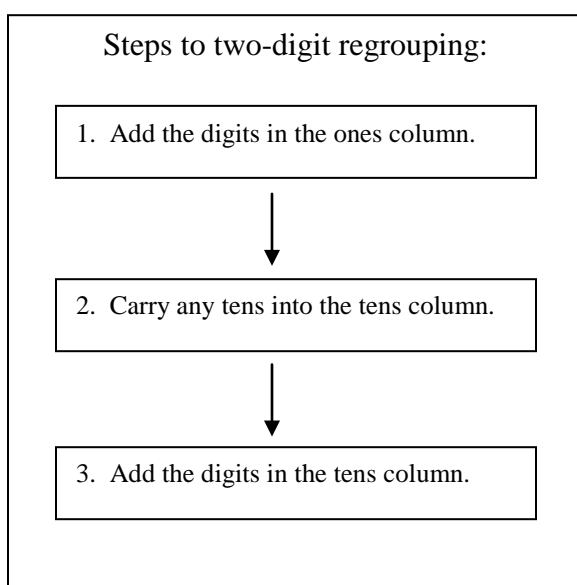 Steps to two-digit regrouping:
1. Add the digits in the ones column.
2. Carry any tens into the tens column.
3. Add the digits in the tens column.